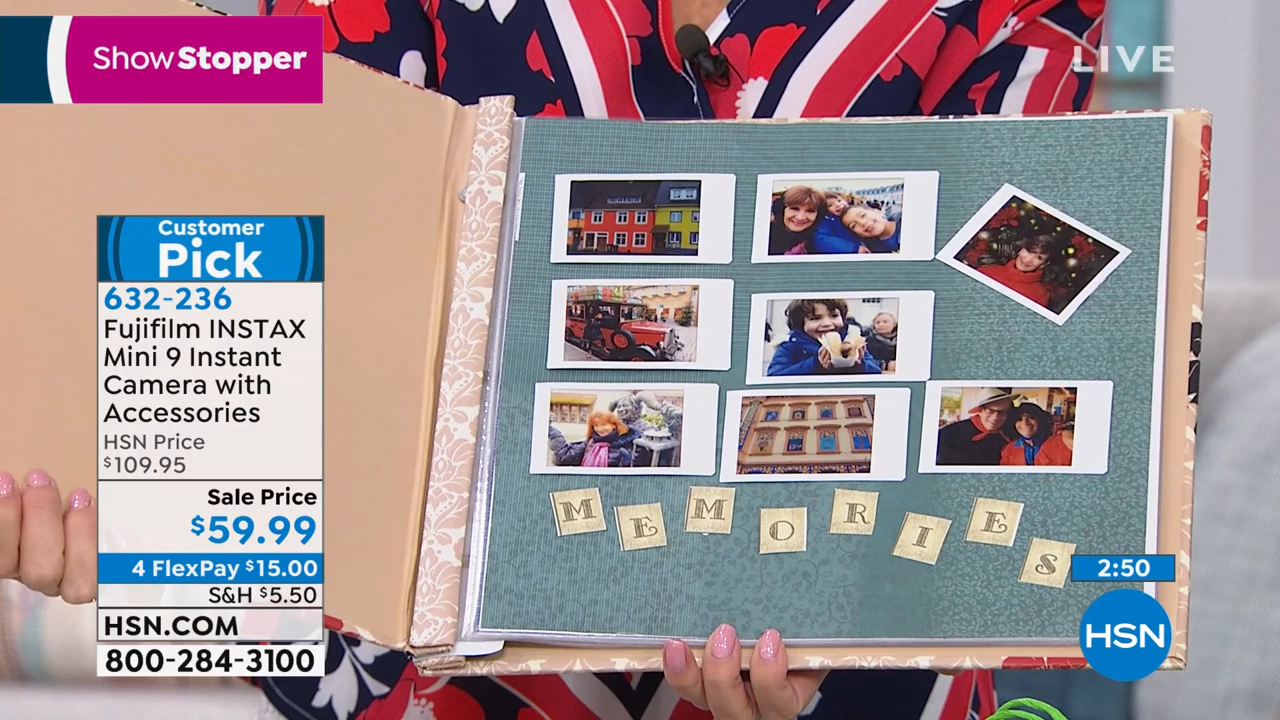 ShowStopper
LIVE
Customer
Pick
632-236
Fujifilm INSTAX
Mini 9 Instant
Camera with
Accessories
HSN Price
$109.95
Sale Price
$59.99
4 FlexPay $15.00
S&H $5.50
HSN.COM
800-284-3100
MEMORIES
2:50
HSN